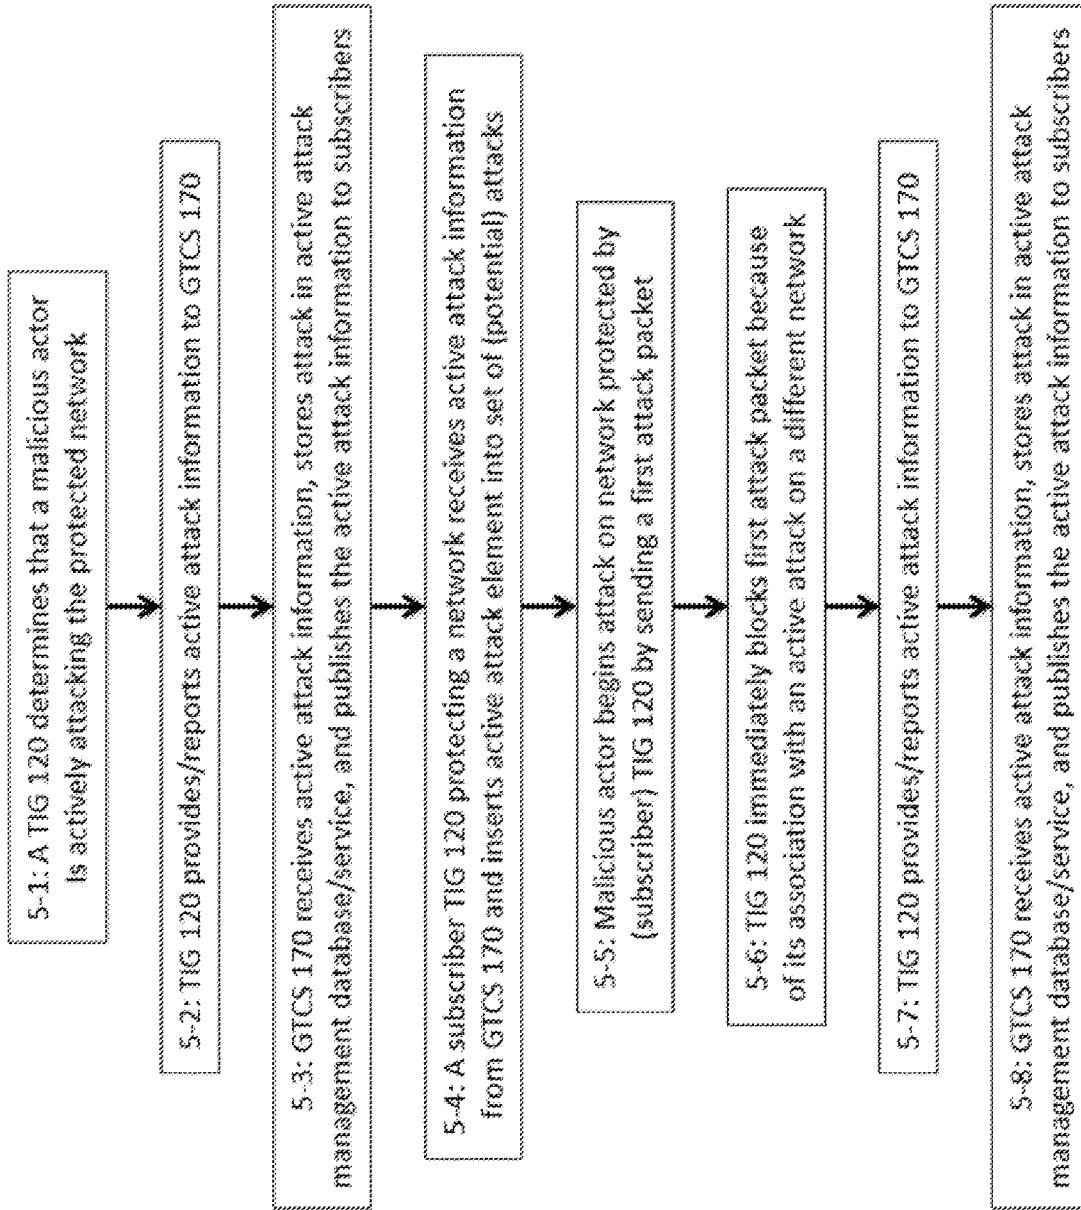 5-1: A TIG 120 determines that a malicious actor
is actively attacking the protected network
5-2: TIG 120 provides/reports active attack information to GTCS 170
5-3: GTCS 170 receives active attack information, stores attack in active attack
management database/service, and publishes the active attack information to subscribers
5-4: A subscriber TIG 120 protecting a network receives active attack information
from GTCS 170 and inserts active attack element into set of (potential) attacks
5-5: Malicious actor begins attack on network protected by
(subscriber) TIG 120 by sending a first attack packet
5-6: TIG 120 immediately blocks first attack packet because
of its association with an active attack on a different network
5-7: TIG 120 provides/reports active attack information to GTCS 170
5-8: GTCS 170 receives active attack information, stores attack in active attack
management database/service, and publishes the active attack information to subscribers